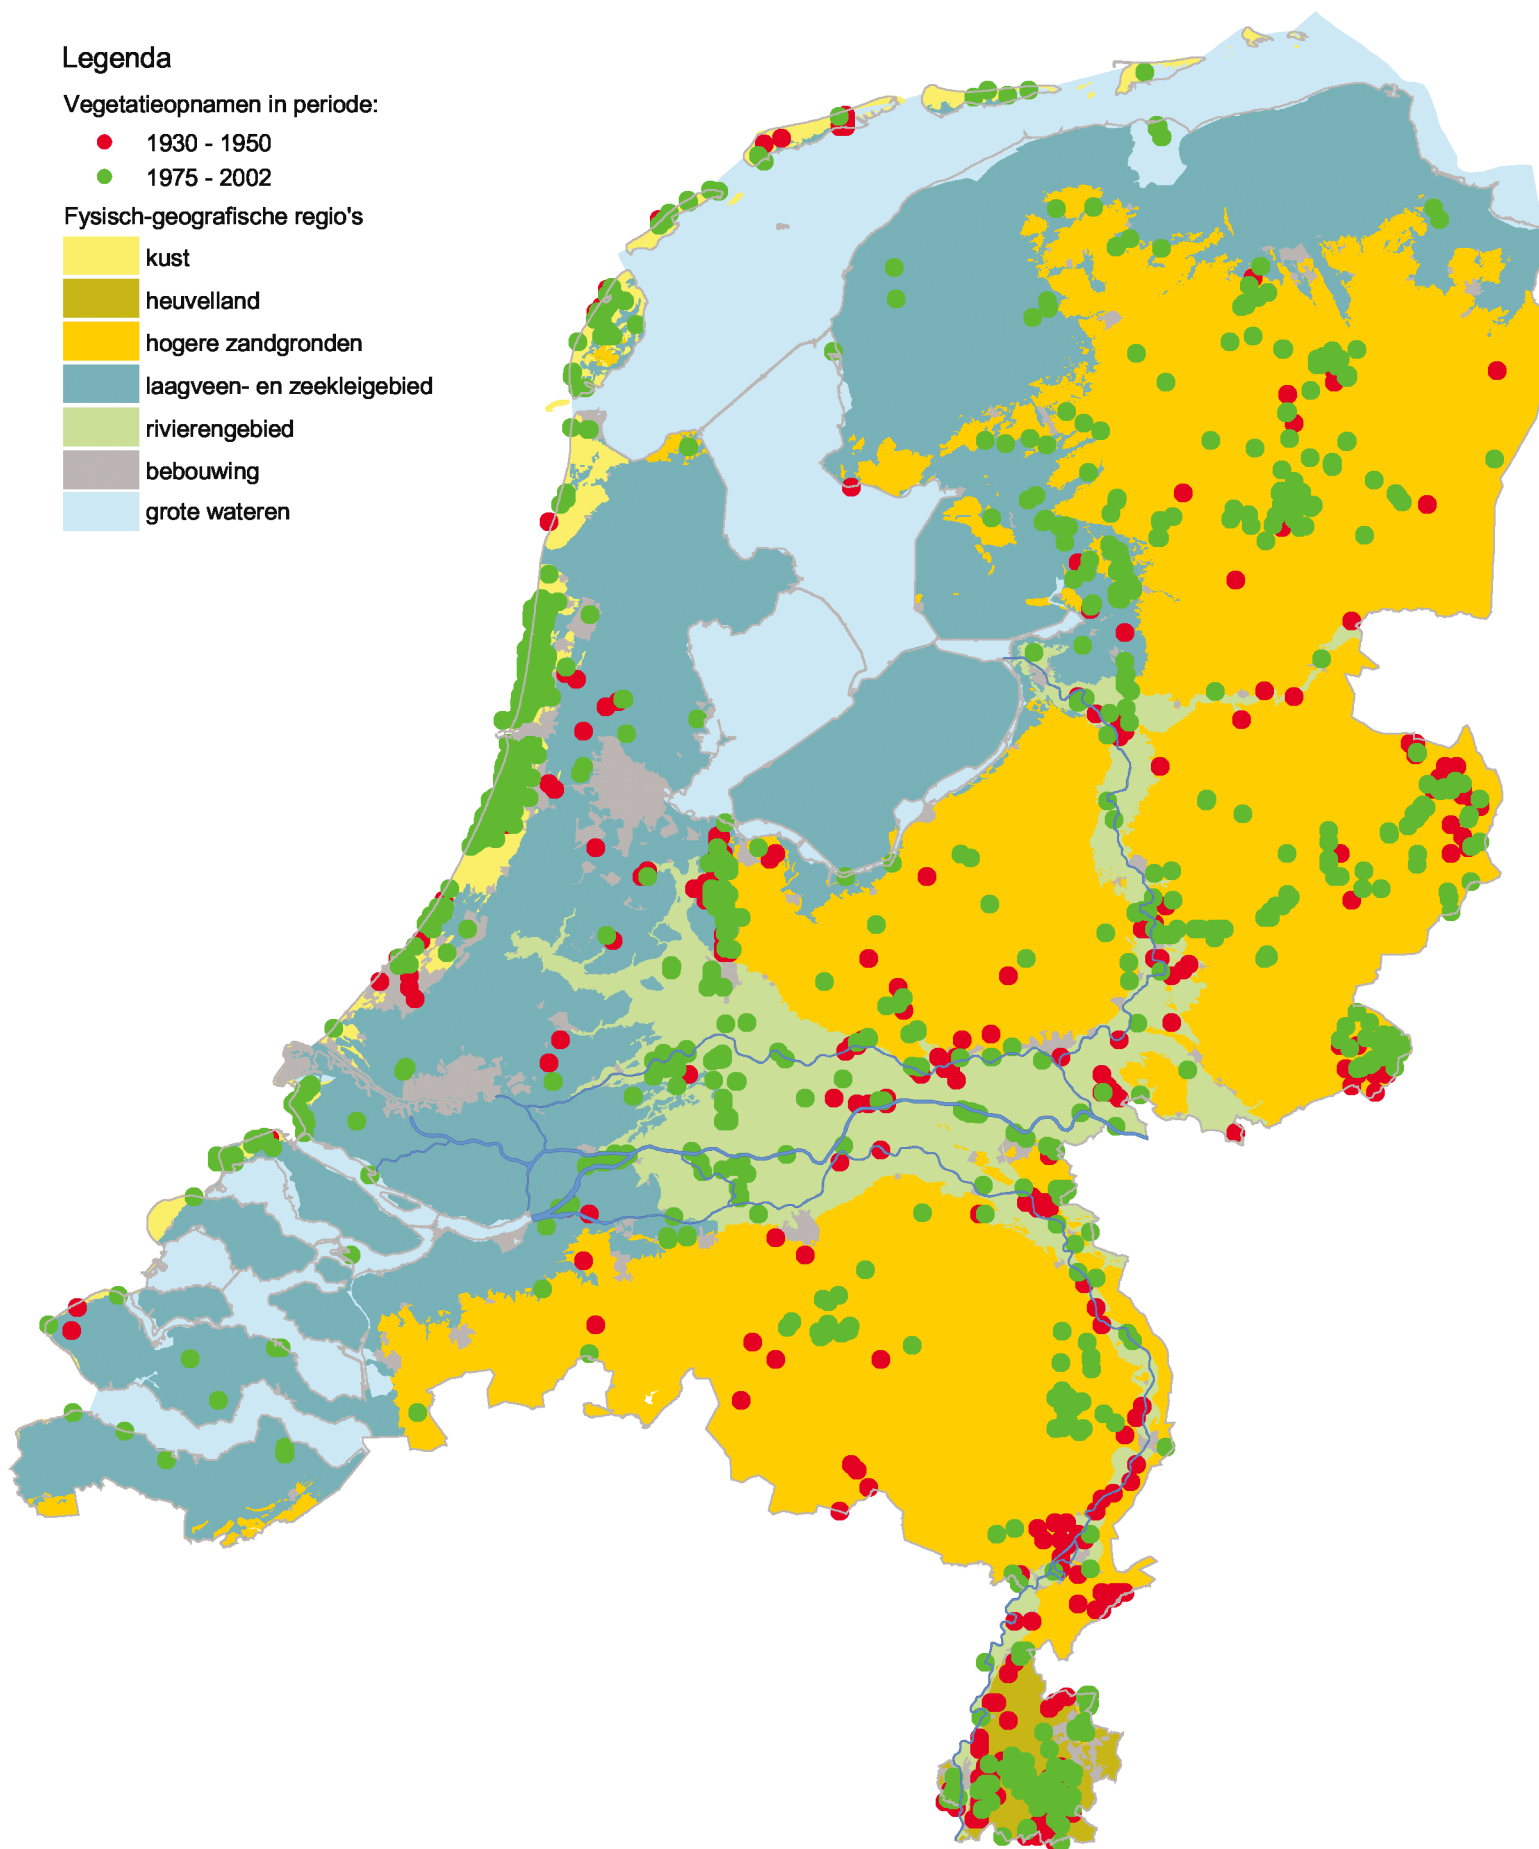 Legenda
Vegetatieopnamen in periode:
1930 - 1950
1975 - 2002
Fysisch-geografische regio's
kust
heuvelland
hogere zandgronden
laagveen- en zeekleigebied
rivierengebied
bebouwing
grote wateren